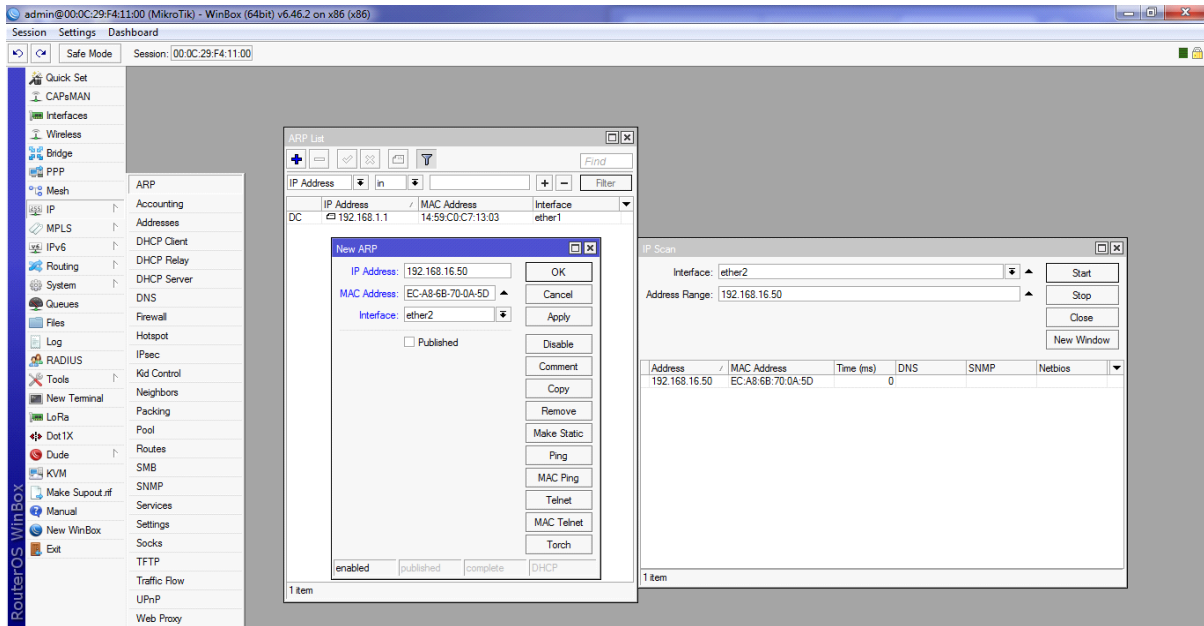 admin@00:0C:29:F4:11:00 (MikroTik) - WinBox (64bit) v6.46.2 on x86 (x86)
Session Settings Dashboard
Safe Mode Session: 00:0C:29:F4:11:00
Quick Set
CAPsMAN
Interfaces
Wireless
Bridge
PPP
Mesh
IP
MPLS
IPv6
Routing
System
Queues
Files
Log
RADIUS
Tools
New Terminal
LoRa
Dot1X
Dude
KVM
Make Supout.rif
Manual
New WinBox
Exit
RouterOS WinBox
ARP
Accounting
Addresses
DHCP Client
DHCP Relay
DHCP Server
DNS
Firewall
Hotspot
IPsec
Kid Control
Neighbors
Packing
Pool
Routes
SMB
SNMP
Services
Settings
Socks
TFTP
Traffic Flow
UPnP
Web Proxy
ARP List
Find
IP Address in Filter
IP Address MAC Address Interface
DC 192.168.1.1 14:59:C0:C7:13:03 ether1
1 item
New ARP
IP Address: 192.168.16.50
MAC Address: EC-A8-6B-70-0A-5D
Interface: ether2
Published
OK
Cancel
Apply
Disable
Comment
Copy
Remove
Make Static
Ping
MAC Ping
Telnet
MAC Telnet
Torch
enabled published complete DHCP
IP Scan
Interface: ether2
Address Range: 192.168.16.50
Start
Stop
Close
New Window
Address MAC Address Time (ms) DNS SNMP Netbios
192.168.16.50 EC:A8:6B:70:0A:5D 0
1 item